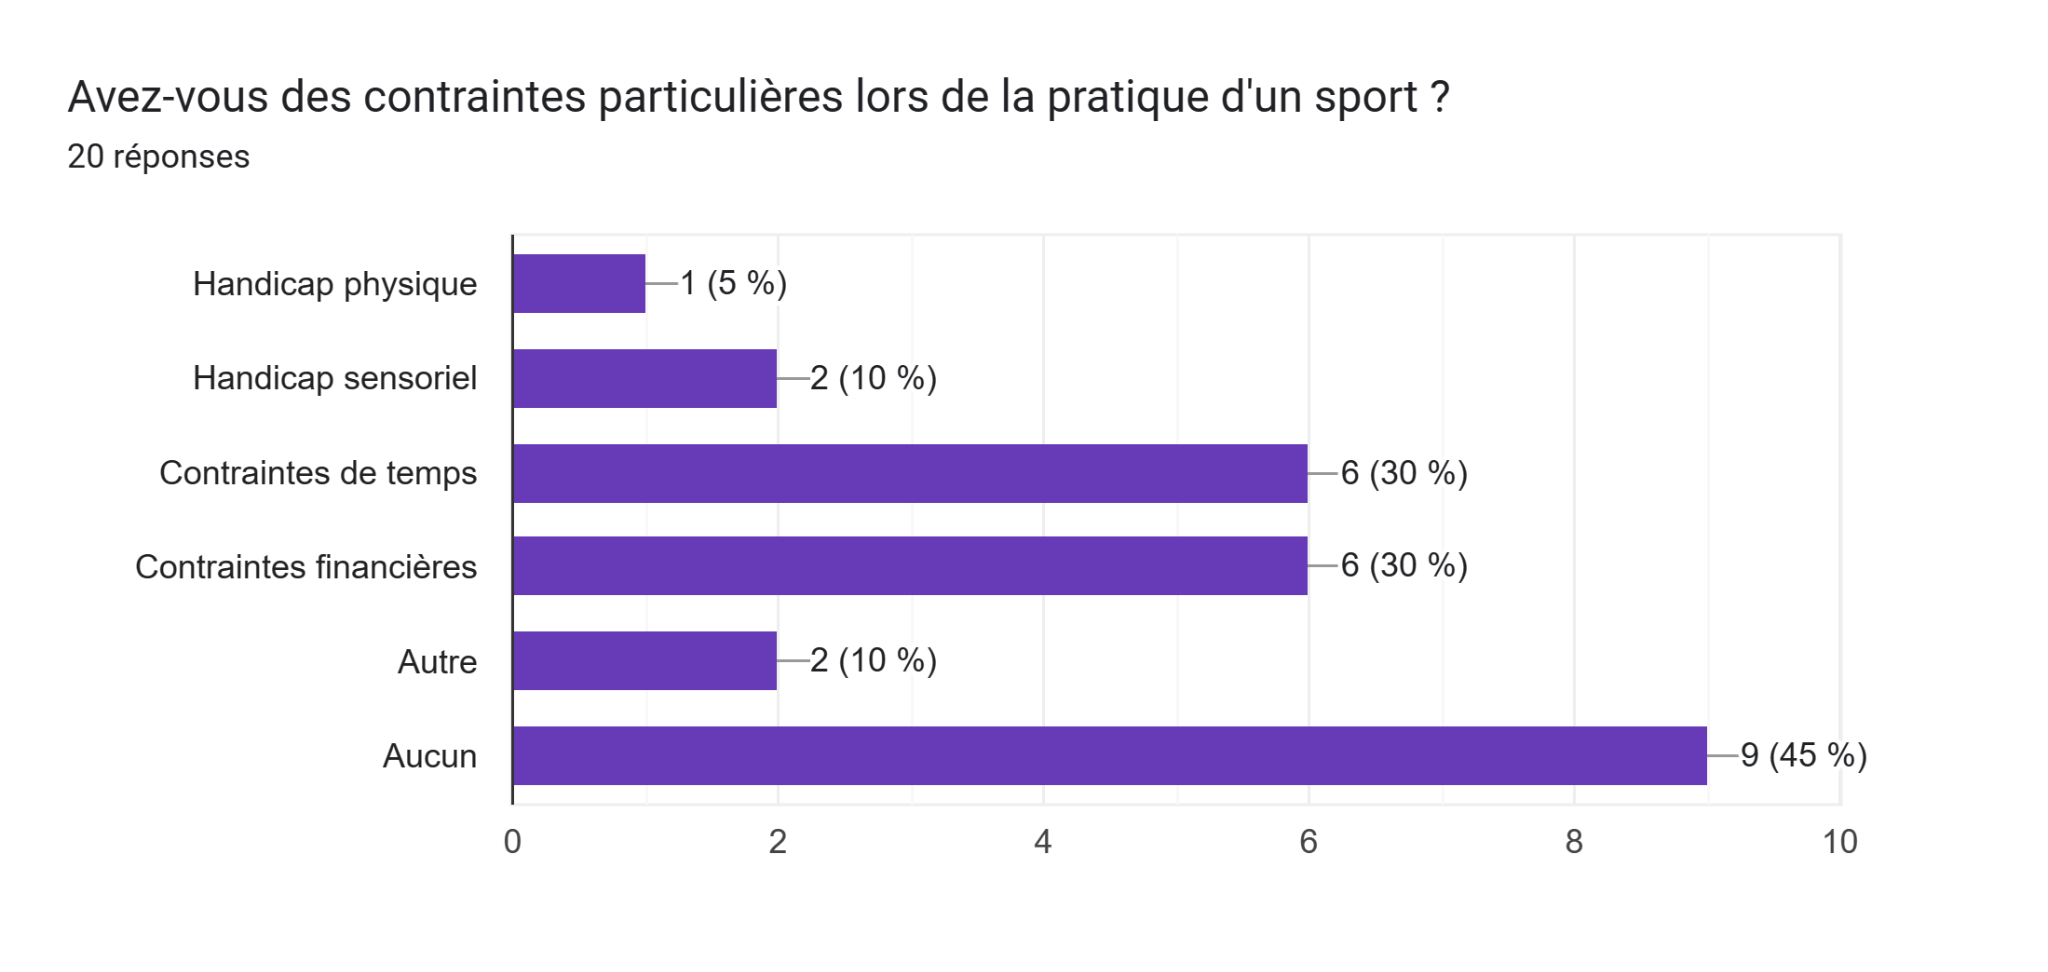 Avez-vous des contraintes particulières lors de la pratique d'un sport ?
20 réponses
Handicap physique
1 (5 %)
Handicap sensoriel
2 (10 %)
Contraintes de temps
6 (30 %)
Contraintes financières
6 (30 %)
Autre
2 (10 %)
Aucun
9 (45 %)
0 2 4 6 8 10